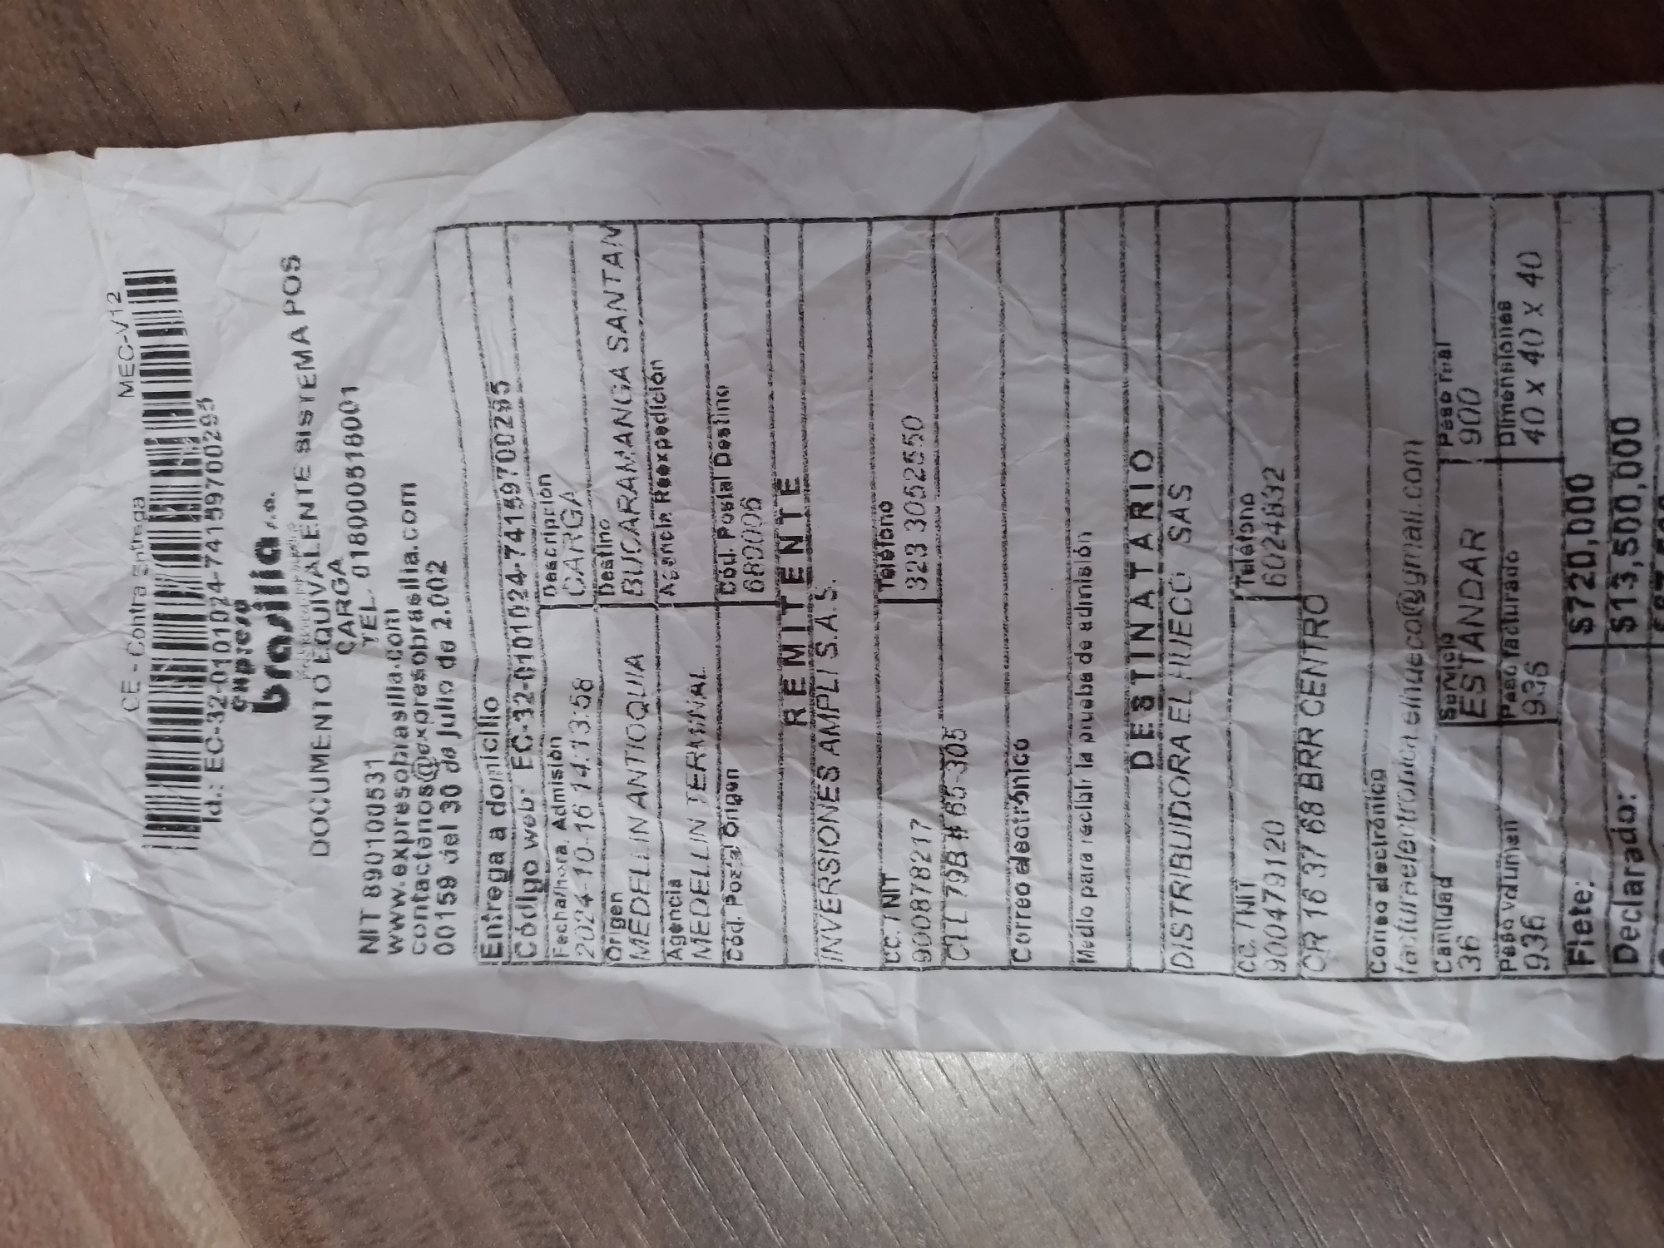 CE - Contra Entrega MEC-V12
Id.: EC-32-0101024-7415970029
expreso
brasilia s.a.
DOCUMENTO EQUIVALENTE SISTEMA POS
CARGA
NIT 890100531 TEL. 018000518001
www.expresobrasilia.com
contactenos@expresobrasilia.com
00159 del 30 de julio de 2.002
Entrega a domicilio
Código web: EC-32-0101024-741597002
Fecha/hora. Admisión Descripción
2024-10-16 14:13:58 CARGA
Origen Destino
MEDELLIN ANTIOQUIA BUCARAMANGA SANTAN
Agencia Agencia Reexpedición
MEDELLIN TERMINAL
Cód. Postal Origen Cód. Postal Destino
680006
REMITENTE
INVERSIONES AMPLI S.A.S.
CC. / NIT Teléfono
900878217 323 3052550
CLL 79B # 65-305
Correo electrónico
Medio para recibir la prueba de admisión
DESTINATARIO
DISTRIBUIDORA EL HUECO SAS
CC. / NIT Teléfono
900479120 6024832
CR 16 37 68 BRR CENTRO
Correo electrónico
facturaelectronica.elhueco@gmail.com
Cantidad Servicio Peso real
36 ESTANDAR 900
Peso volumen Peso facturado Dimensiones
936 936 40 x 40 x 40
Flete: $720,000
Declarado: $13,500,000